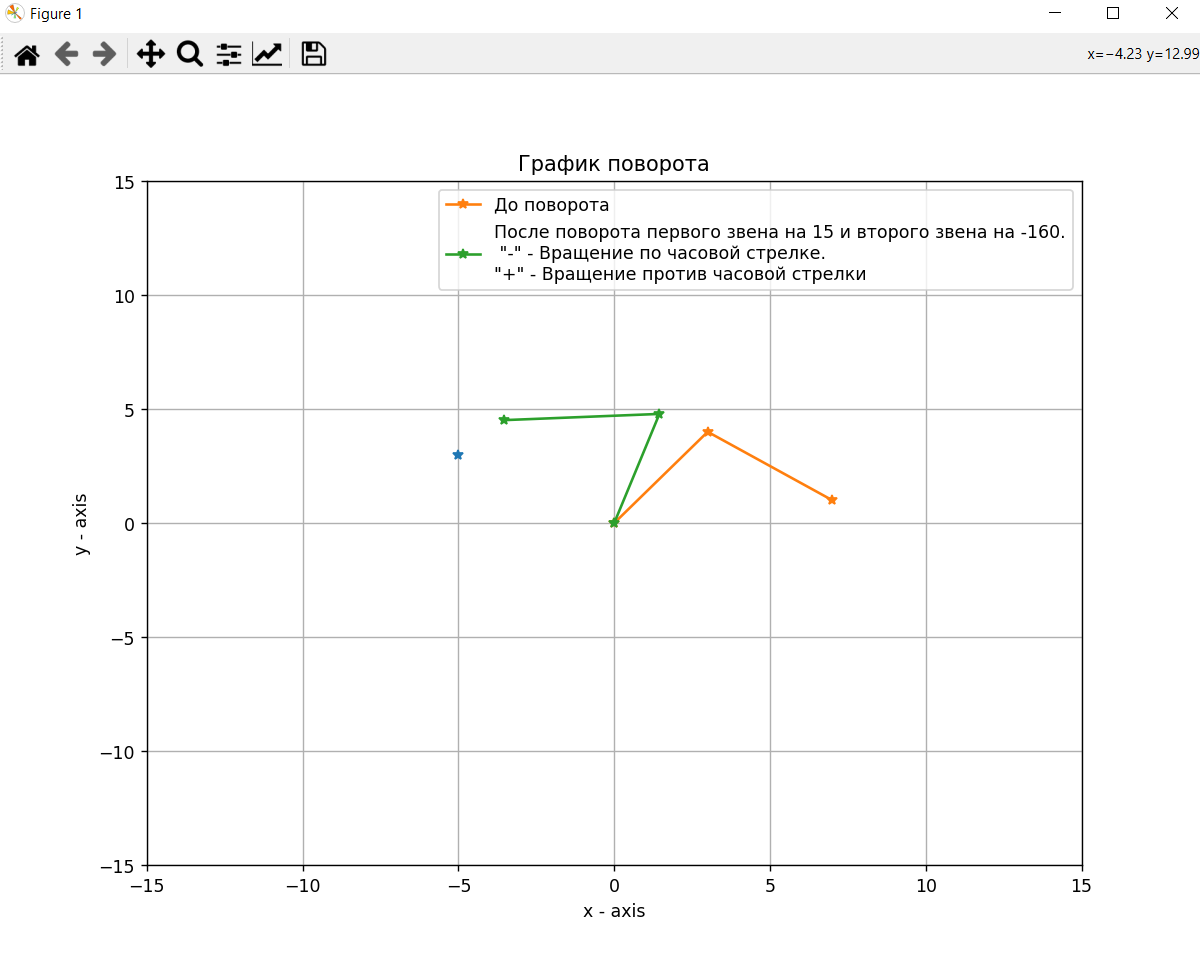 Figure 1
x=−4.23 y=12.99
График поворота
До поворота
После поворота первого звена на 15 и второго звена на -160.
"-" - Вращение по часовой стрелке.
"+" - Вращение против часовой стрелки
15
10
5
0
−5
−10
−15
y - axis
−15 −10 −5 0 5 10 15
x - axis